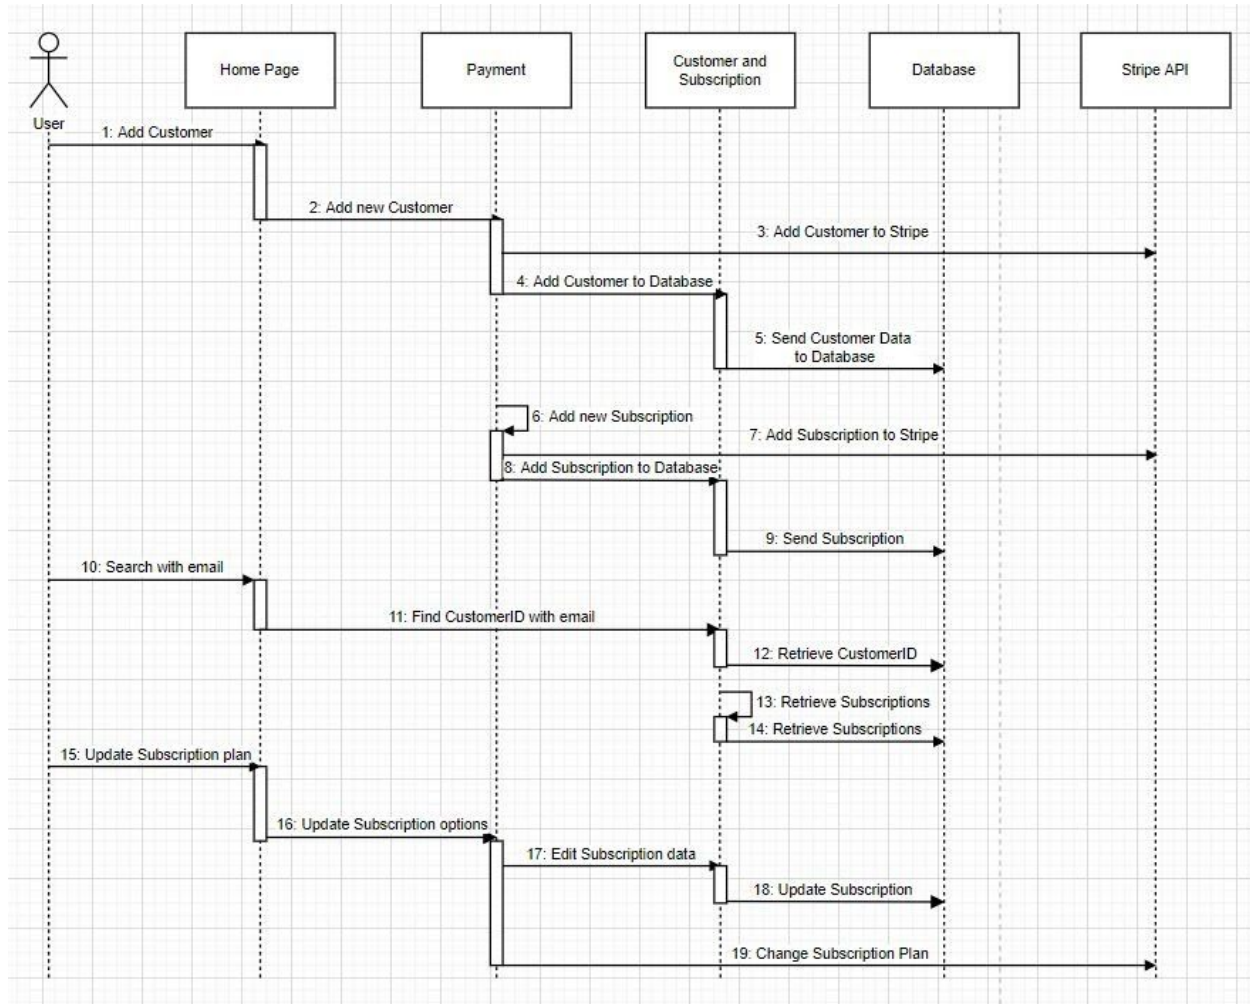 Home Page
Payment
Customer and
Subscription
Database
Stripe API
User
1: Add Customer
2: Add new Customer
3: Add Customer to Stripe
4: Add Customer to Database
5: Send Customer Data
to Database
6: Add new Subscription
7: Add Subscription to Stripe
8: Add Subscription to Database
9: Send Subscription
10: Search with email
11: Find CustomerID with email
12: Retrieve CustomerID
13: Retrieve Subscriptions
14: Retrieve Subscriptions
15: Update Subscription plan
16: Update Subscription options
17: Edit Subscription data
18: Update Subscription
19: Change Subscription Plan